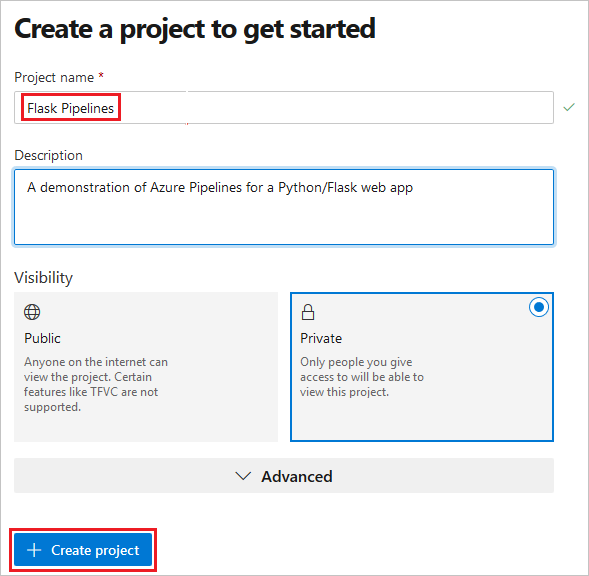 Create a project to get started
Project name *
Flask Pipelines
Description
A demonstration of Azure Pipelines for a Python/Flask web app
Visibility
Public
Anyone on the internet can
view the project. Certain
features like TFVC are not
supported.
Private
Only people you give
access to will be able to
view this project.
Advanced
Create project